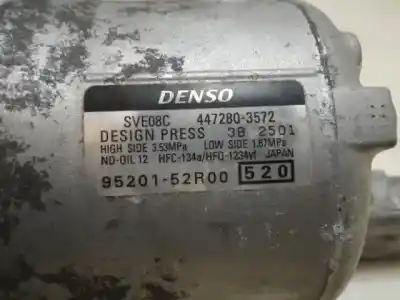 DENSO
SVE08C 447280-3572
DESIGN PRESS 3B 2501
HIGH SIDE 3.53MPa LOW SIDE 1.67MPa
ND-OIL 12 HFC-134a/HFO-1234yf JAPAN
95201-52R00 520